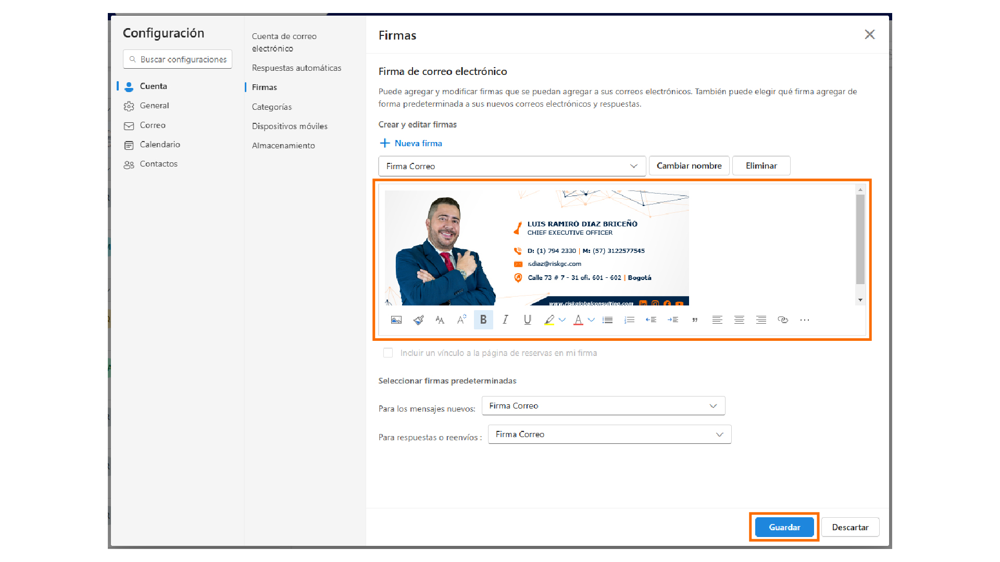 Configuración
Buscar configuraciones
Cuenta
General
Correo
Calendario
Contactos
Cuenta de correo
electrónico
Respuestas automáticas
Firmas
Categorías
Dispositivos móviles
Almacenamiento
Firmas
Firma de correo electrónico
Puede agregar y modificar firmas que se puedan agregar a sus correos electrónicos. También puede elegir qué firma agregar de
forma predeterminada a sus nuevos correos electrónicos y respuestas.
Crear y editar firmas
Nueva firma
Firma Correo
Cambiar nombre
Eliminar
LUIS RAMIRO DIAZ BRICEÑO
CHIEF EXECUTIVE OFFICER
D: (1) 794 2330 | M: (57) 3122577545
r.diaz@riskgc.com
Calle 73 # 7 - 31 ofi. 601 - 602 | Bogotá
www.riskglobalconsulting.com
Incluir un vínculo a la página de reservas en mi firma
Seleccionar firmas predeterminadas
Para los mensajes nuevos: Firma Correo
Para respuestas o reenvíos : Firma Correo
Guardar
Descartar